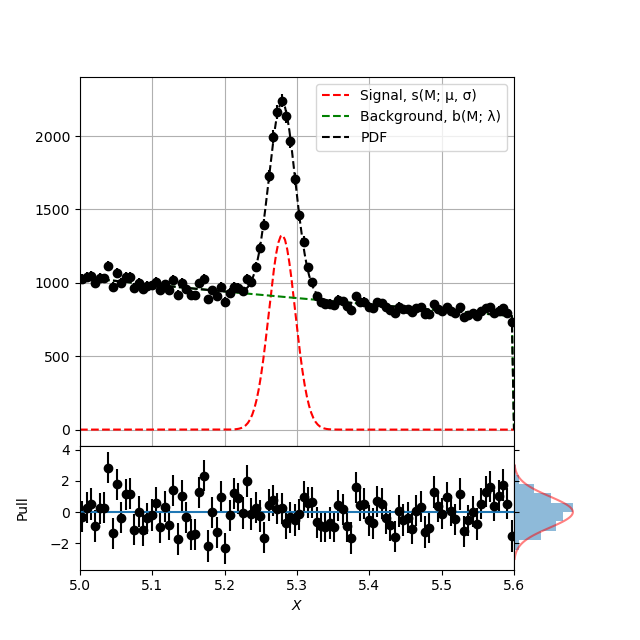 Signal, s(M; μ, σ)
Background, b(M; λ)
PDF
2000
1500
1000
500
0
4
2
0
−2
Pull
5.0 5.1 5.2 5.3 5.4 5.5 5.6
X